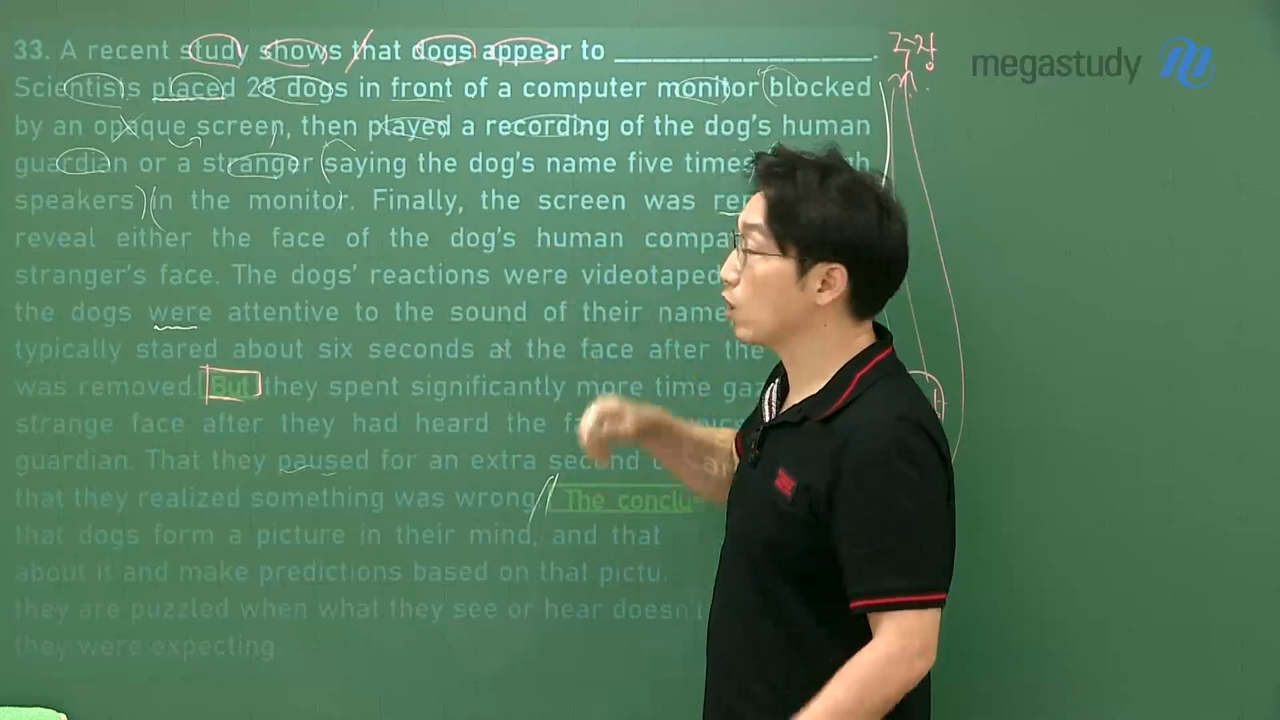 33. A recent study shows that dogs appear to ____________________.
주장
megastudy
Scientists placed 28 dogs in front of a computer monitor blocked
by an opaque screen, then played a recording of the dog's human
guardian or a stranger saying the dog's name five times
speakers in the monitor. Finally, the screen was
reveal either the face of the dog's human
stranger's face. The dogs' reactions were videotaped
the dogs were attentive to the sound of their name
typically stared about six seconds at the face after the
was removed. But they spent significantly more time
strange face after they had heard the
guardian. That they paused for an extra second
that they realized something was wrong. The
that dogs form a picture in their mind, and that
about it and make predictions based on that
they are puzzled when what they see or hear
they were expecting.